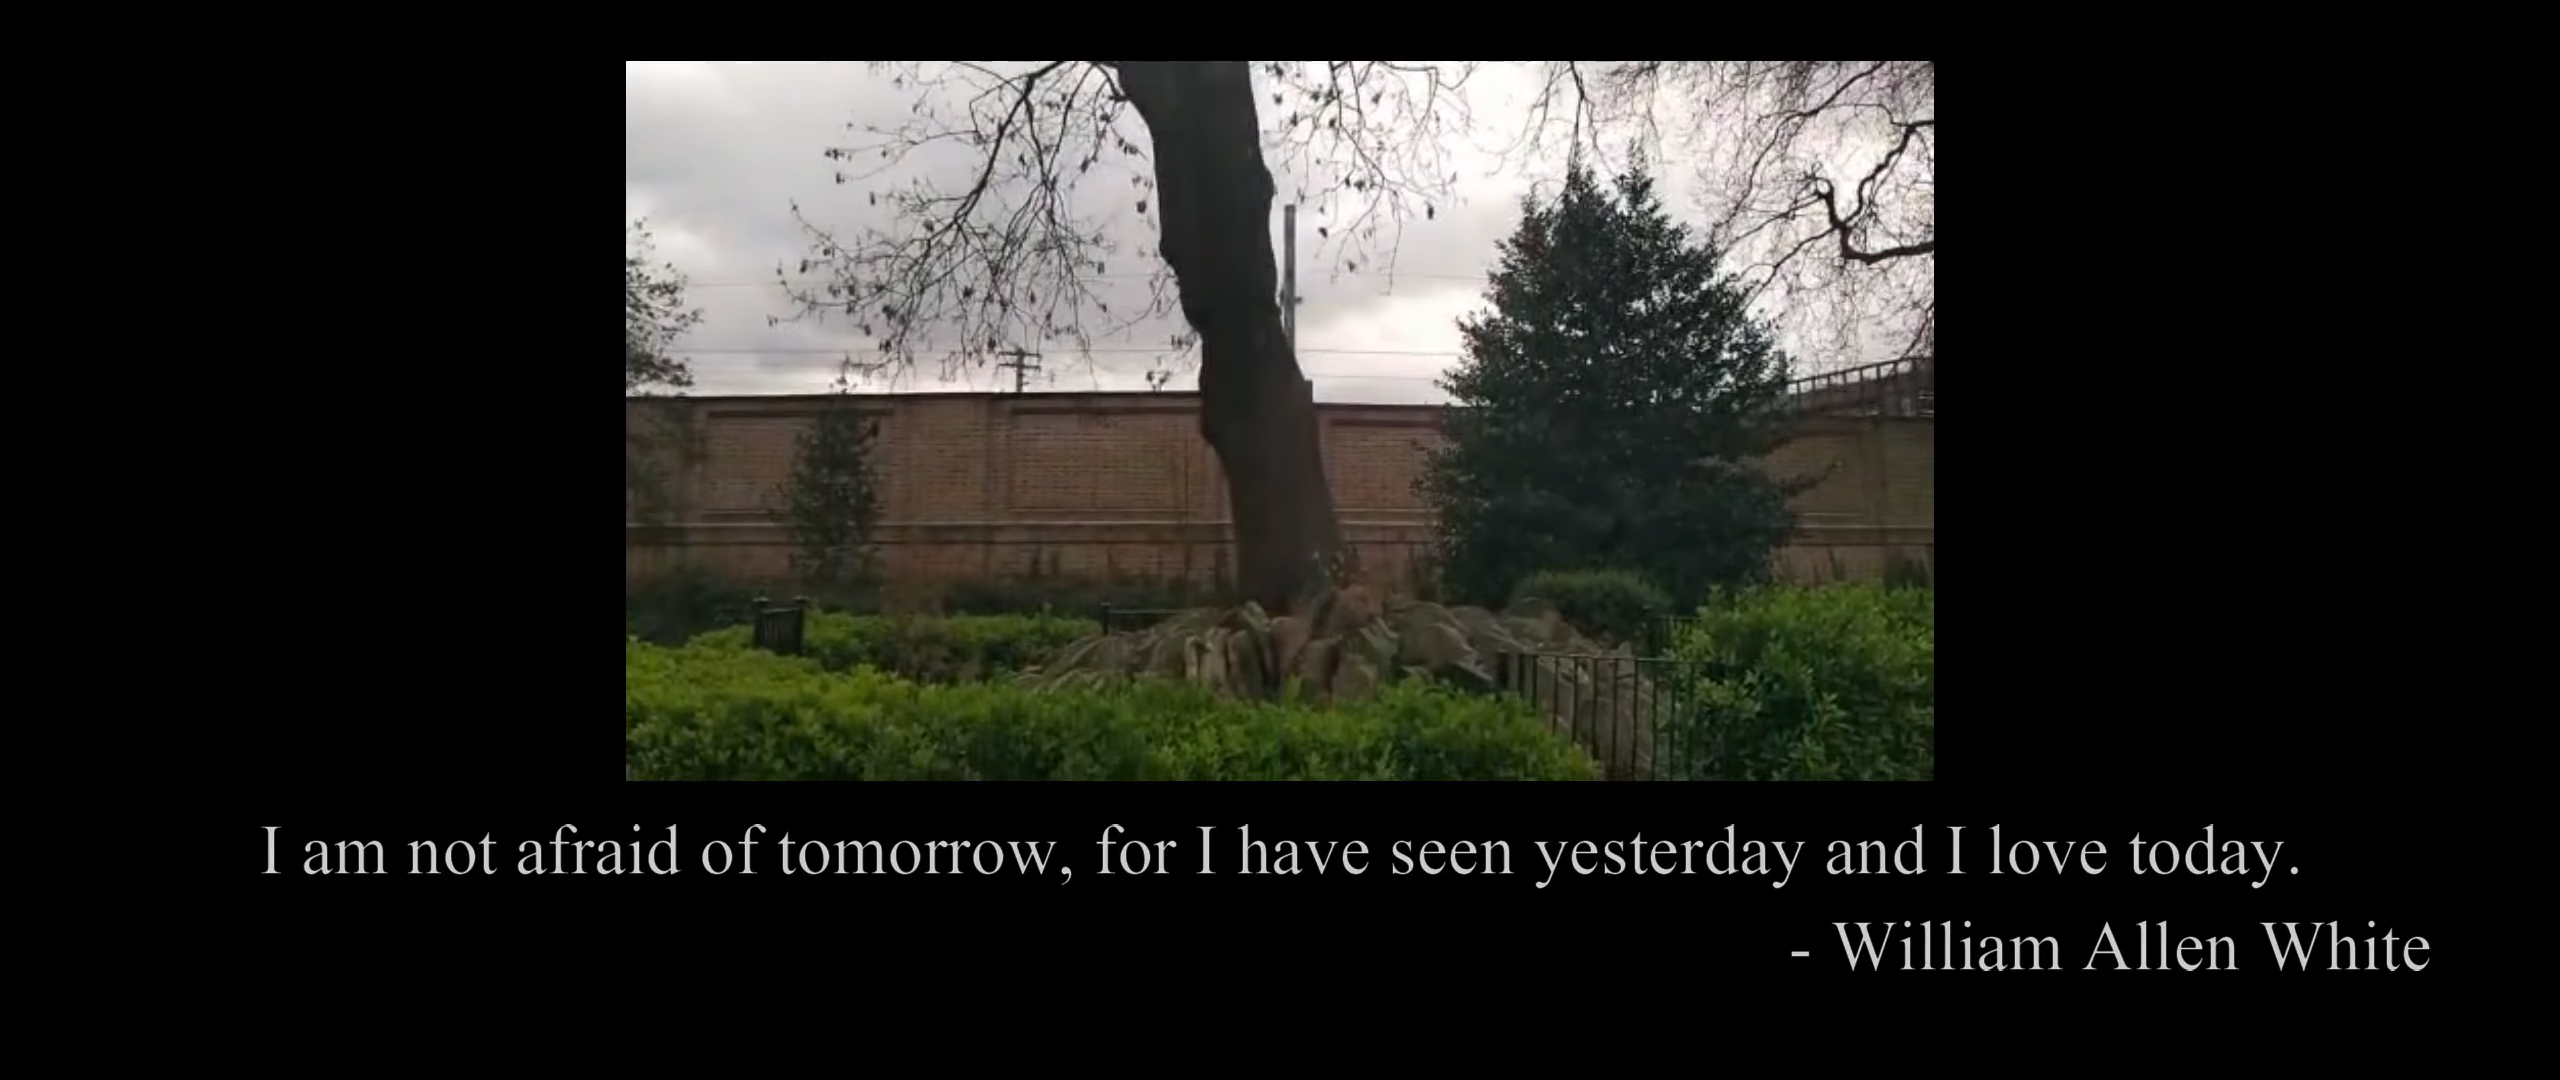 I am not afraid of tomorrow, for I have seen yesterday and I love today.
- William Allen White